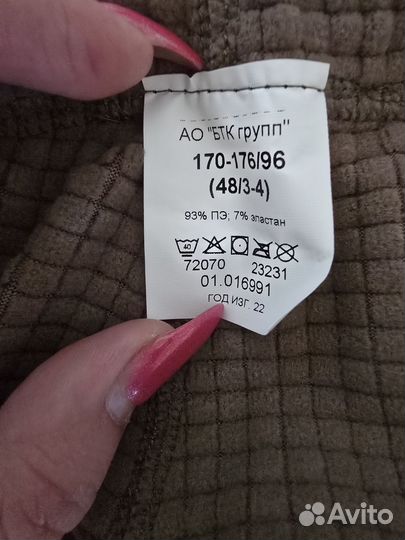 АО "БТК групп"
170-176/96
(48/3-4)
93% ПЭ; 7% эластан
40
72070 23231
01.016991
ГОД ИЗГ. 22
Avito